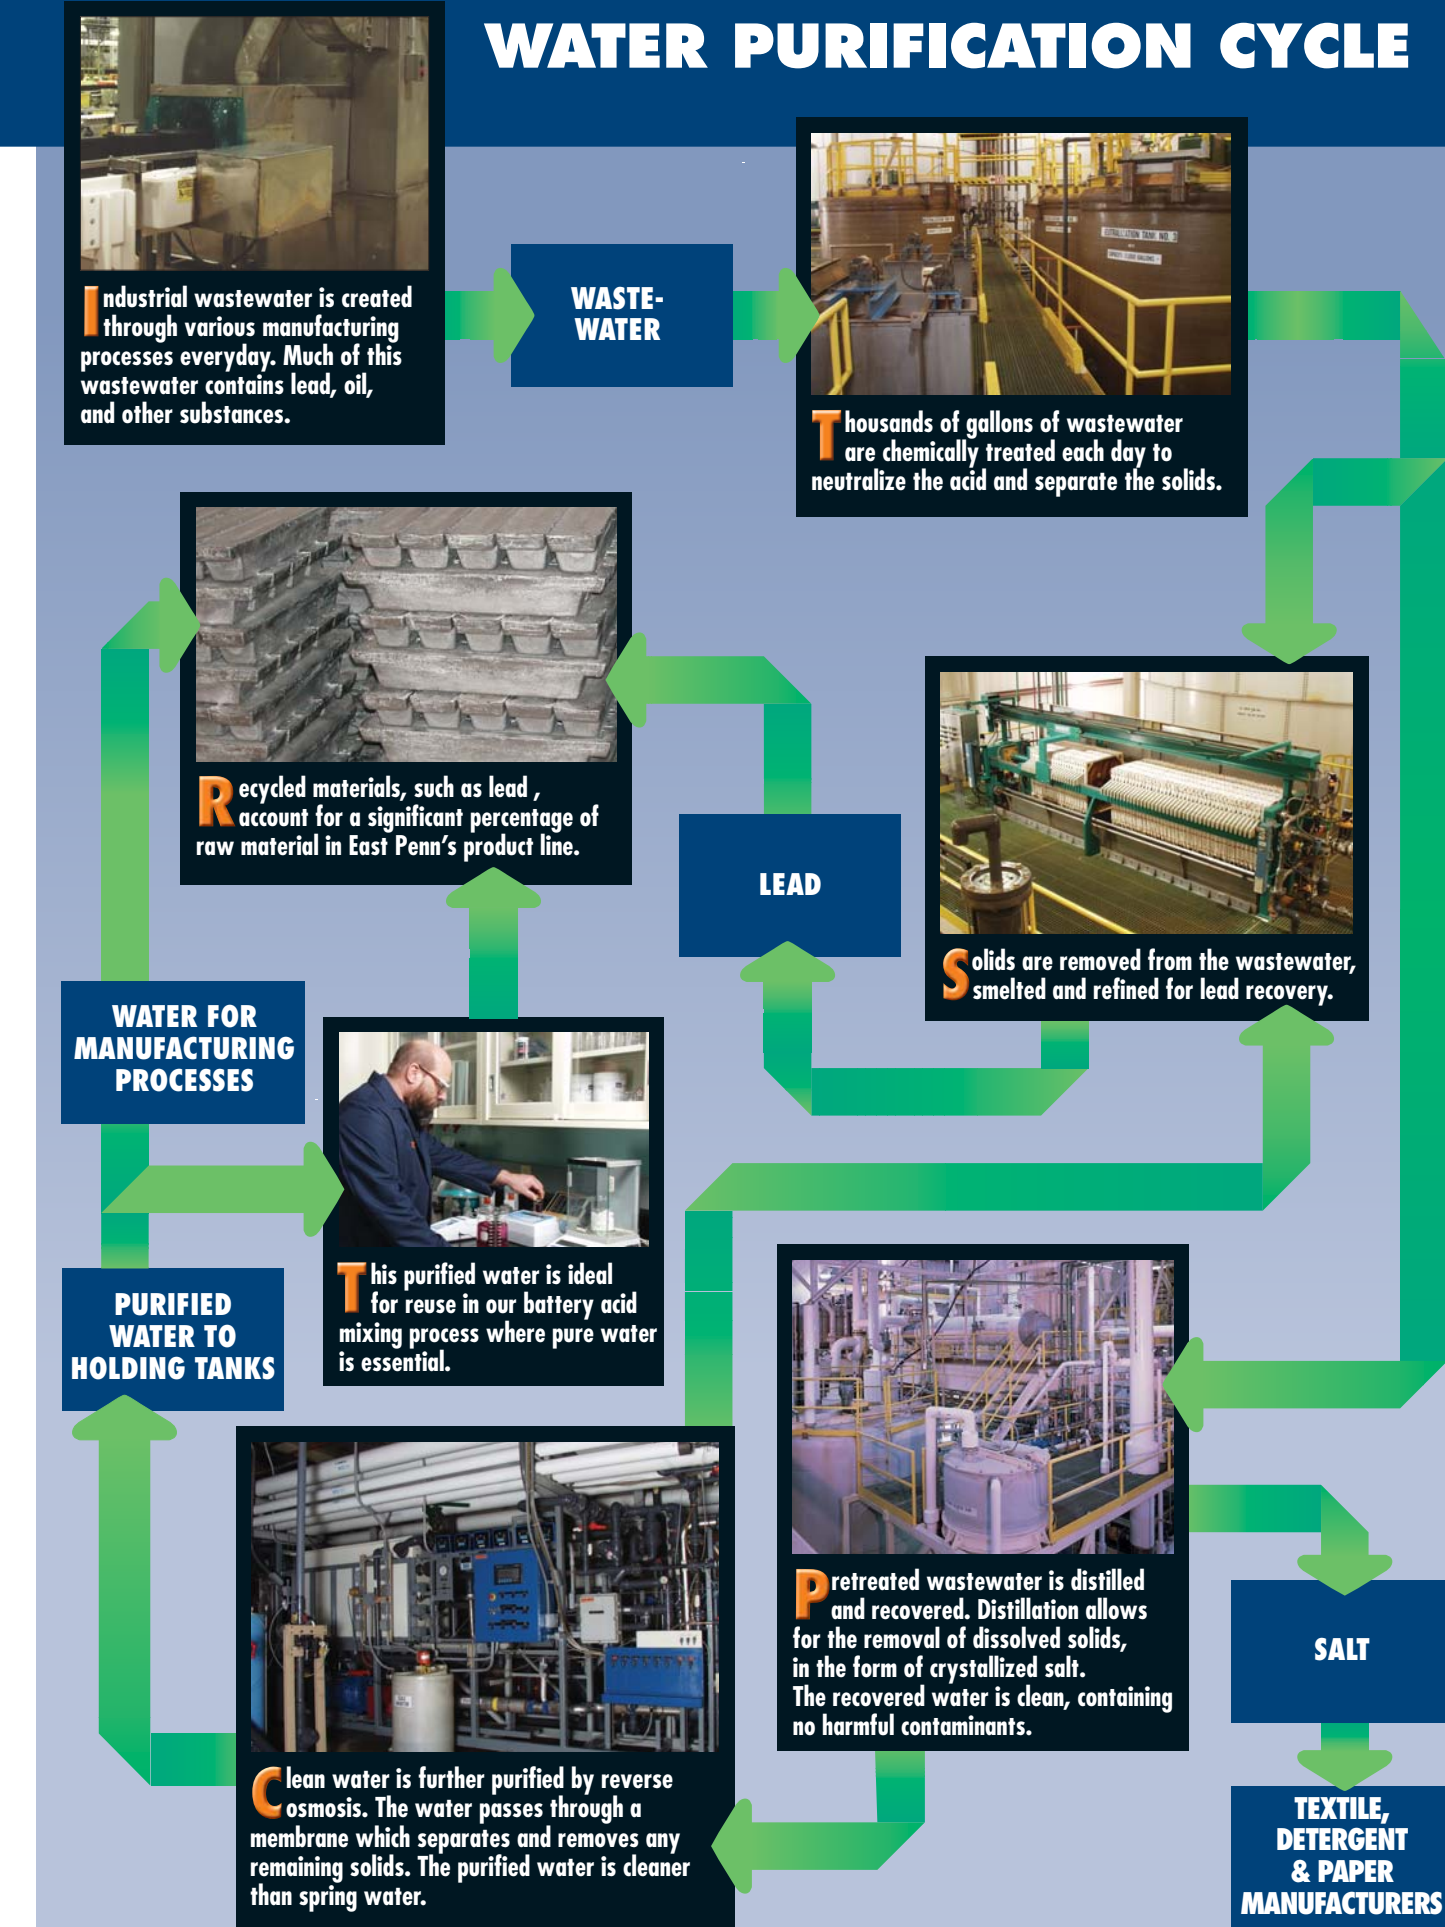 WATER PURIFICATION CYCLE
Industrial wastewater is created
through various manufacturing
processes everyday. Much of this
wastewater contains lead, oil,
and other substances.
WASTE-
WATER
NEUTRALIZATION TANK NO. 3
Thousands of gallons of wastewater
are chemically treated each day to
neutralize the acid and separate the solids.
Recycled materials, such as lead ,
account for a significant percentage of
raw material in East Penn's product line.
LEAD
Solids are removed from the wastewater,
smelted and refined for lead recovery.
WATER FOR
MANUFACTURING
PROCESSES
PURIFIED
WATER TO
HOLDING TANKS
This purified water is ideal
for reuse in our battery acid
mixing process where pure water
is essential.
Pretreated wastewater is distilled
and recovered. Distillation allows
for the removal of dissolved solids,
in the form of crystallized salt.
The recovered water is clean, containing
no harmful contaminants.
SALT
TEXTILE,
DETERGENT
& PAPER
MANUFACTURERS
Clean water is further purified by reverse
osmosis. The water passes through a
membrane which separates and removes any
remaining solids. The purified water is cleaner
than spring water.